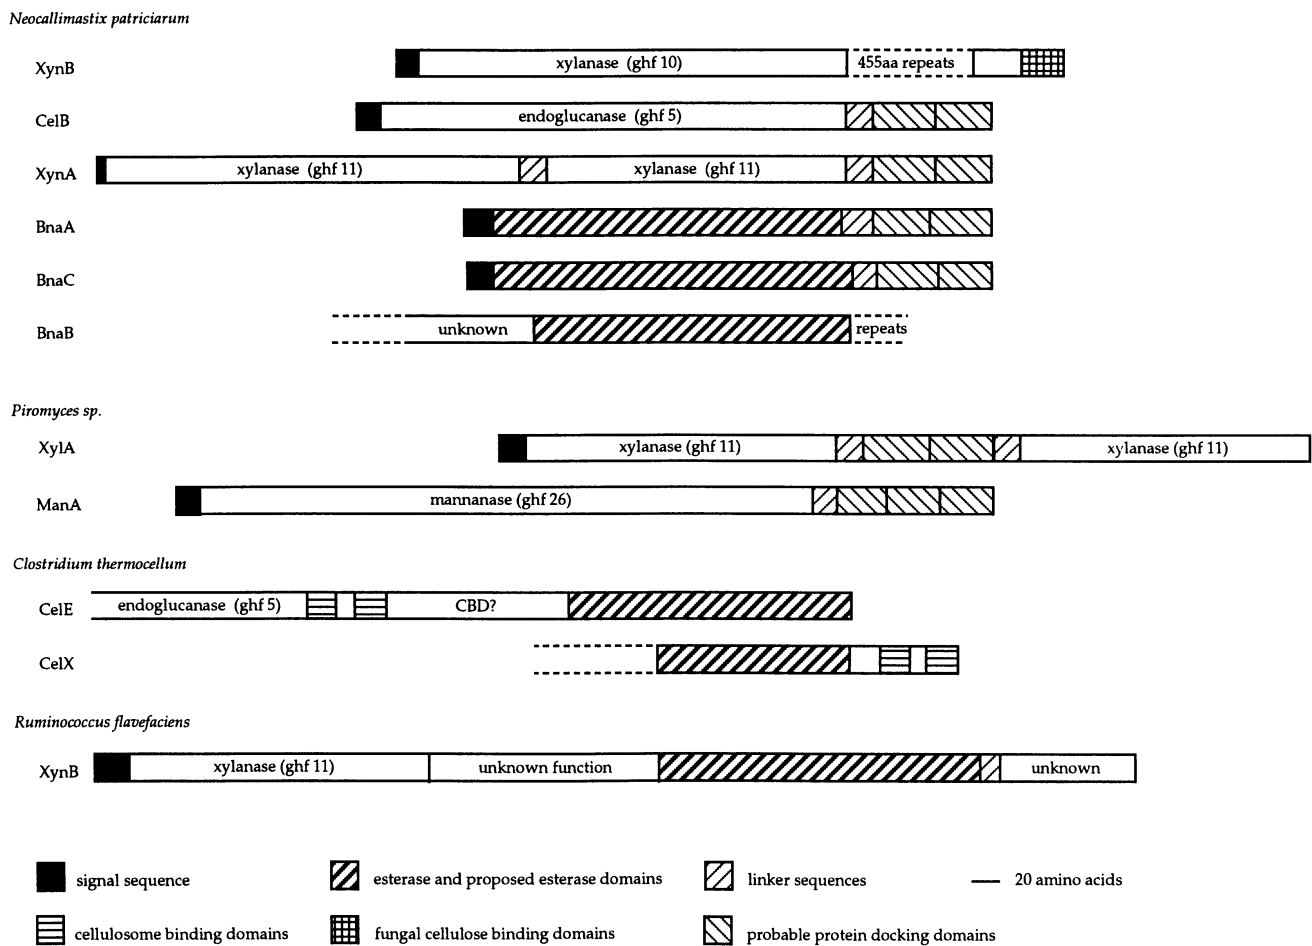 Neocallimastix patriciarum
XynB xylanase (ghf 10) 455aa repeats
CelB endoglucanase (ghf 5)
XynA xylanase (ghf 11) xylanase (ghf 11)
BnaA
BnaC
BnaB unknown repeats
Piromyces sp.
XylA xylanase (ghf 11) xylanase (ghf 11)
ManA mannanase (ghf 26)
Clostridium thermocellum
CelE endoglucanase (ghf 5) CBD?
CelX
Ruminococcus flavefaciens
XynB xylanase (ghf 11) unknown function unknown
signal sequence esterase and proposed esterase domains linker sequences 20 amino acids
cellulosome binding domains fungal cellulose binding domains probable protein docking domains